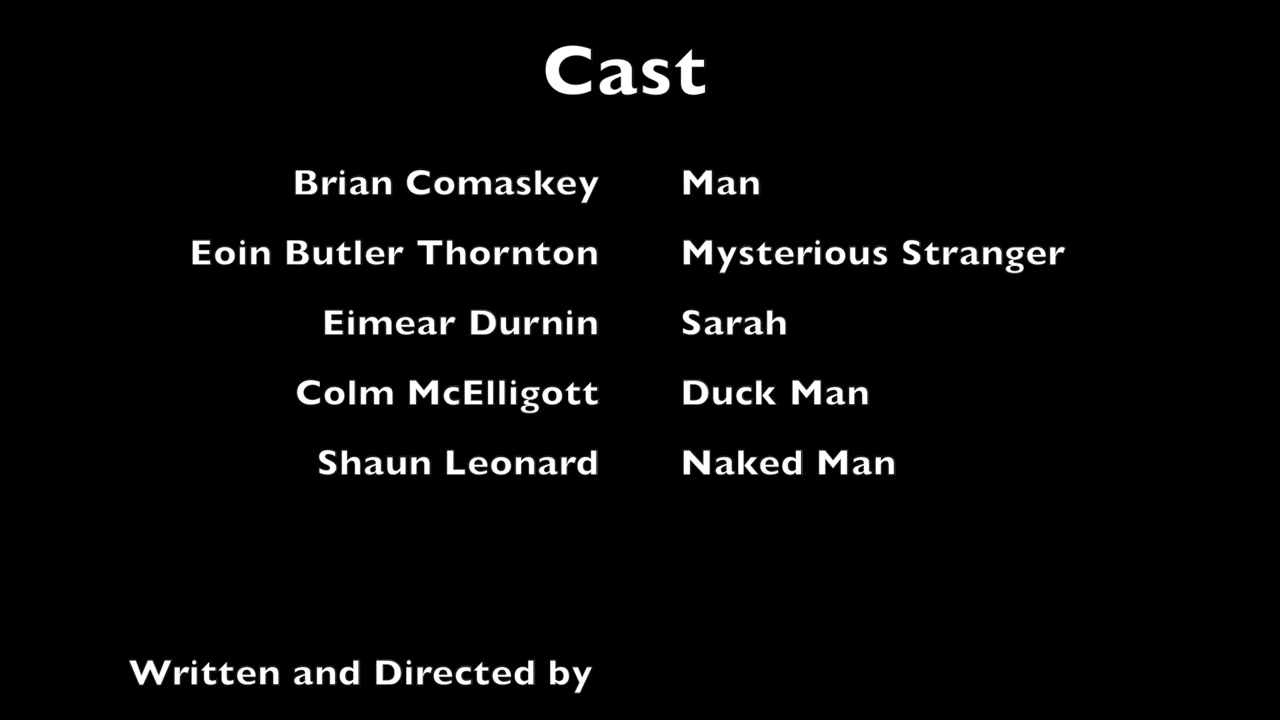 Cast
Brian Comaskey Man
Eoin Butler Thornton Mysterious Stranger
Eimear Durnin Sarah
Colm McElligott Duck Man
Shaun Leonard Naked Man
Written and Directed by